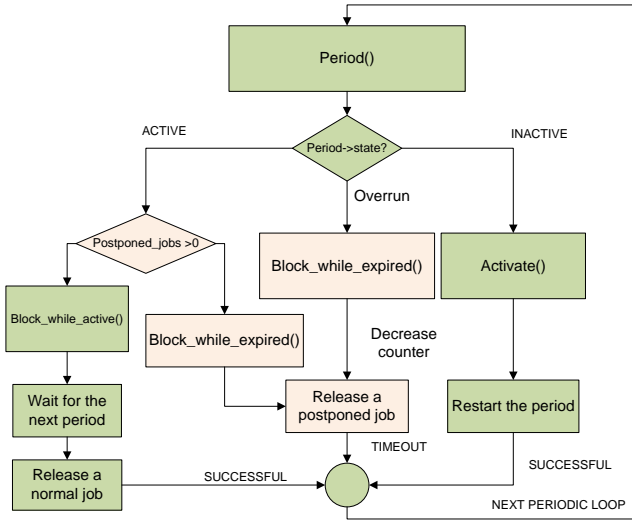 Period()
ACTIVE
Period->state?
INACTIVE
Overrun
Postponed_jobs >0
Block_while_expired()
Activate()
Block_while_active()
Block_while_expired()
Decrease
counter
Wait for the
next period
Release a
postponed job
Restart the period
TIMEOUT
Release a
normal job
SUCCESSFUL
SUCCESSFUL
NEXT PERIODIC LOOP